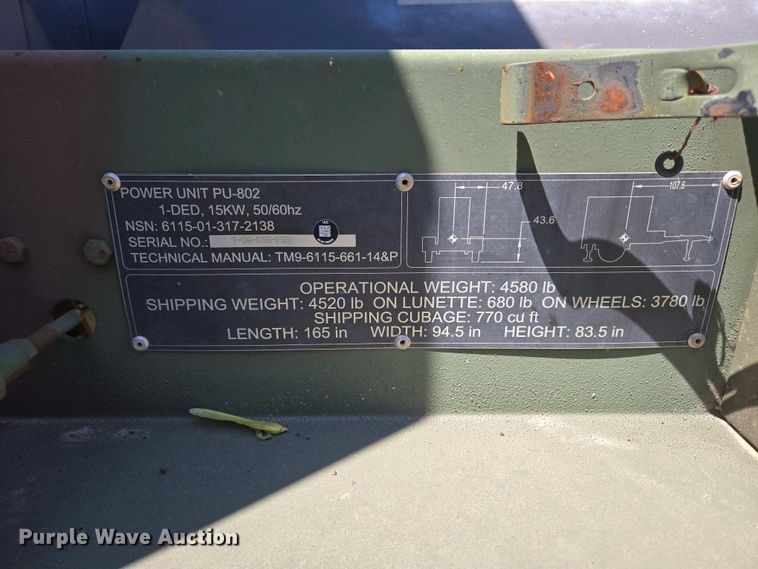 POWER UNIT PU-802
1-DED, 15KW, 50/60hz
NSN: 6115-01-317-2138
SERIAL NO.:
TECHNICAL MANUAL: TM9-6115-661-14&P
47.8
43.6
107.6
OPERATIONAL WEIGHT: 4580 lb
SHIPPING WEIGHT: 4520 lb ON LUNETTE: 680 lb ON WHEELS: 3780 lb
SHIPPING CUBAGE: 770 cu ft
LENGTH: 165 in WIDTH: 94.5 in HEIGHT: 83.5 in
Purple Wave Auction